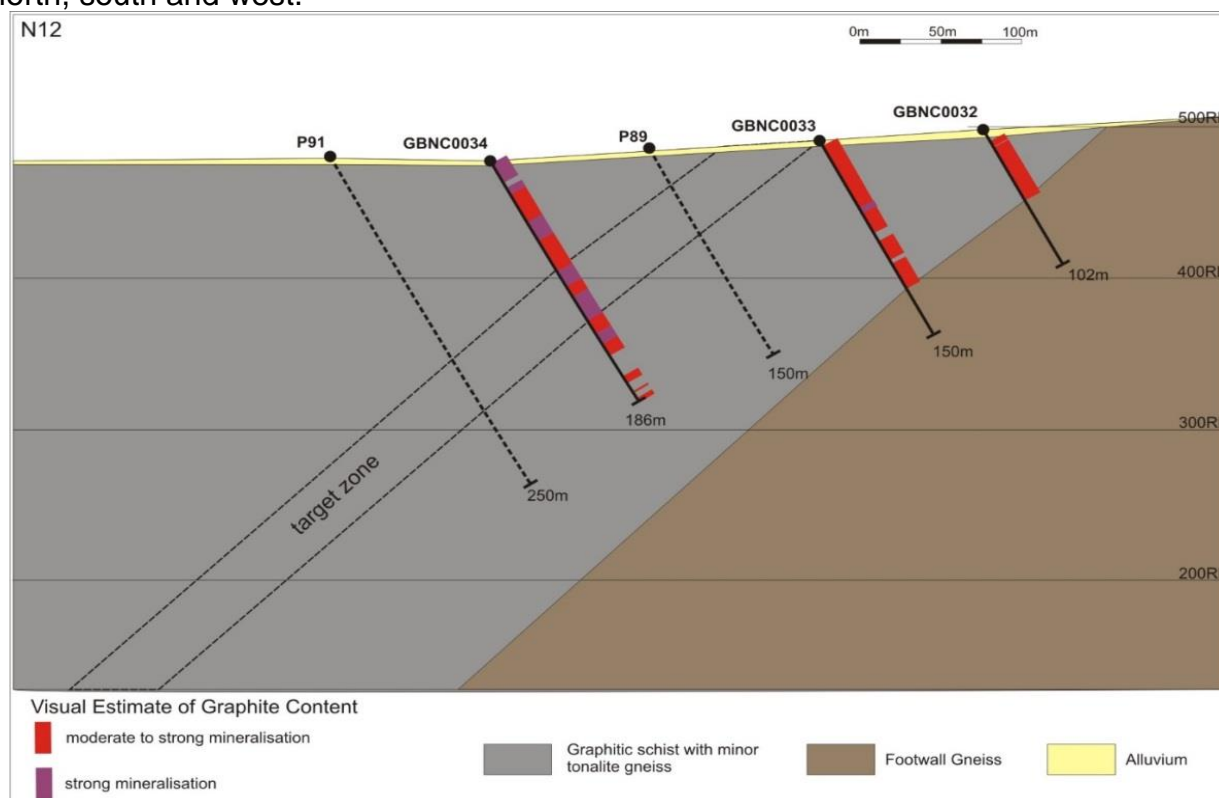 north, south and west.
N12
0m 50m 100m
P91
GBNC0034
P89
GBNC0033
GBNC0032
500R
400R
102m
150m
150m
186m
300R
target zone
250m
200R
Visual Estimate of Graphite Content
moderate to strong mineralisation
strong mineralisation
Graphitic schist with minor
tonalite gneiss
Footwall Gneiss
Alluvium